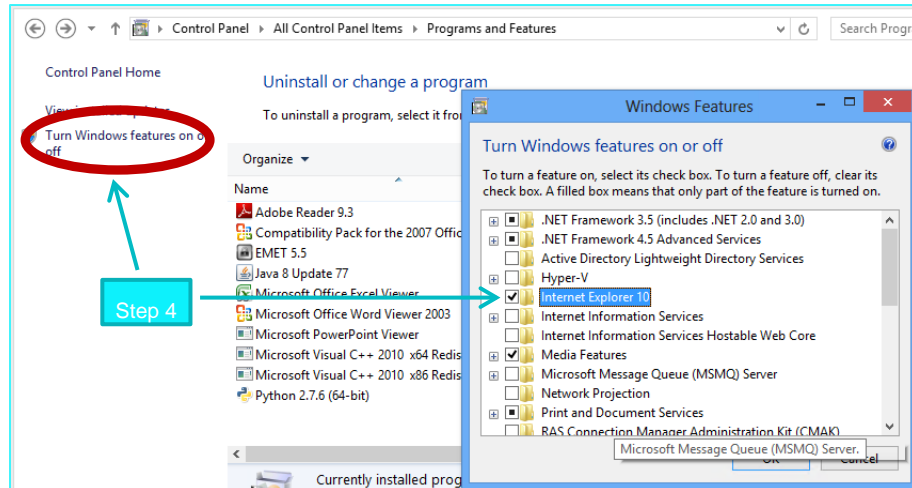 Control Panel All Control Panel Items Programs and Features
Search Progr
Control Panel Home
Turn Windows features on o
off
Step 4
Uninstall or change a program
To uninstall a program, select it fro
Organize
Name
Adobe Reader 9.3
Compatibility Pack for the 2007 Offic
EMET 5.5
Java 8 Update 77
Microsoft Office Excel Viewer
Microsoft Office Word Viewer 2003
Microsoft PowerPoint Viewer
Microsoft Visual C++ 2010 x64 Redis
Microsoft Visual C++ 2010 x86 Redis
Python 2.7.6 (64-bit)
Currently installed prog
Windows Features
Turn Windows features on or off
To turn a feature on, select its check box. To turn a feature off, clear its
check box. A filled box means that only part of the feature is turned on.
.NET Framework 3.5 (includes .NET 2.0 and 3.0)
.NET Framework 4.5 Advanced Services
Active Directory Lightweight Directory Services
Hyper-V
Internet Explorer 10
Internet Information Services
Internet Information Services Hostable Web Core
Media Features
Microsoft Message Queue (MSMQ) Server
Network Projection
Print and Document Services
RAS Connection Manager Administration Kit (CMAK)
Microsoft Message Queue (MSMQ) Server.
OK Cancel